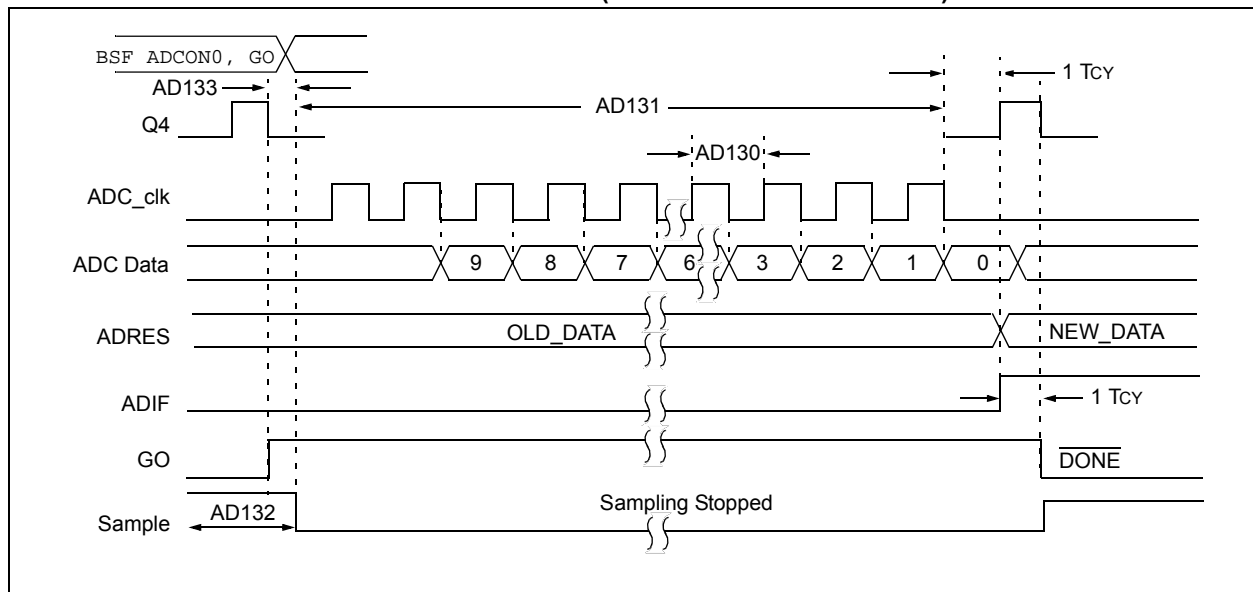 BSF ADCON0, GO
1 TCY
AD133
AD131
Q4
AD130
ADC_clk
ADC Data
9 8 7 6 3 2 1 0
ADRES
OLD_DATA
NEW_DATA
ADIF
1 TCY
GO
DONE
Sample
AD132
Sampling Stopped